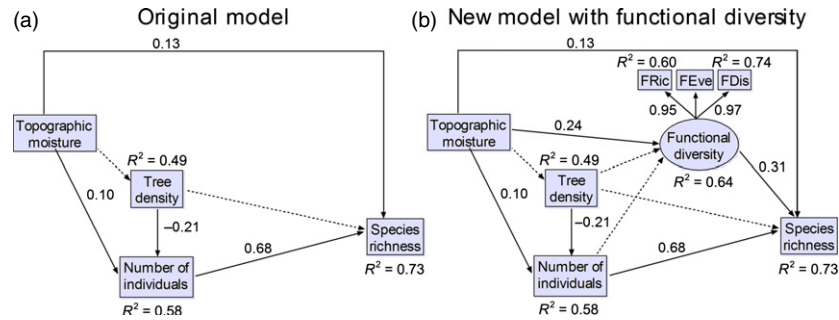 (a)
Original model
0.13
Topographic
moisture
R² = 0.49
Tree
density
0.10
–0.21
0.68
Species
richness
R² = 0.73
Number of
individuals
R² = 0.58
(b)
New model with functional diversity
0.13
R² = 0.60
R² = 0.74
FRic
FEve
FDis
0.95
0.97
Topographic
moisture
0.24
Functional
diversity
R² = 0.64
0.31
R² = 0.49
Tree
density
0.10
–0.21
0.68
Species
richness
R² = 0.73
Number of
individuals
R² = 0.58